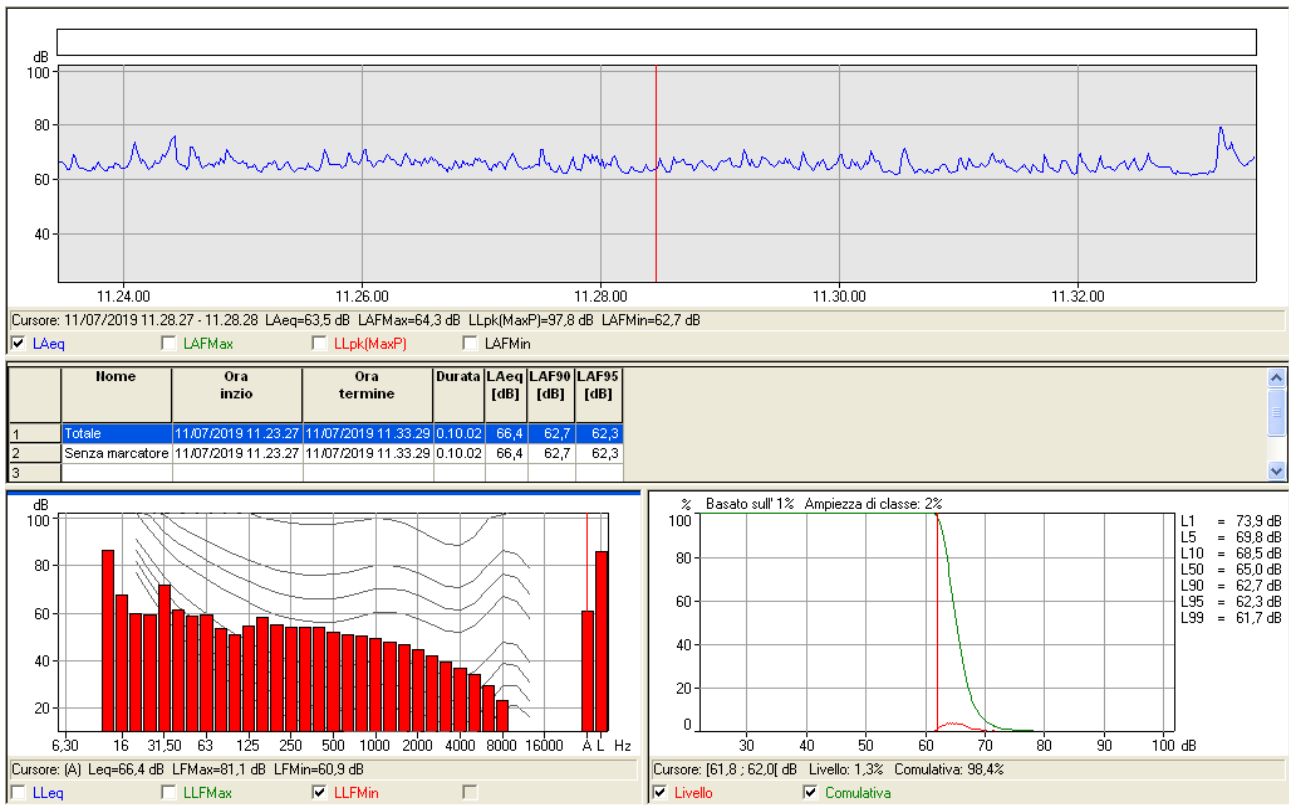 dB
100
80
60
40
11.24.00 11.26.00 11.28.00 11.30.00 11.32.00
Cursore: 11/07/2019 11.28.27 - 11.28.28 LAeq=63,5 dB LAFMax=64,3 dB LLpk(MaxP)=97,8 dB LAFMin=62,7 dB
LAeq LAFMax LLpk(MaxP) LAFMin
Nome Ora inzio Ora termine Durata LAeq [dB] LAF90 [dB] LAF95 [dB]
1 Totale 11/07/2019 11.23.27 11/07/2019 11.33.29 0.10.02 66,4 62,7 62,3
2 Senza marcatore 11/07/2019 11.23.27 11/07/2019 11.33.29 0.10.02 66,4 62,7 62,3
3
dB
100
80
60
40
20
6,30 16 31,50 63 125 250 500 1000 2000 4000 8000 16000 A L Hz
Cursore: (A) Leq=66,4 dB LFMax=81,1 dB LFMin=60,9 dB
LLeq LLFMax LLFMin
% Basato sull' 1% Ampiezza di classe: 2%
100
80
60
40
20
0
30 40 50 60 70 80 90 100 dB
L1 = 73,9 dB
L5 = 69,8 dB
L10 = 68,5 dB
L50 = 65,0 dB
L90 = 62,7 dB
L95 = 62,3 dB
L99 = 61,7 dB
Cursore: [61,8 ; 62,0[ dB Livello: 1,3% Comulativa: 98,4%
Livello Comulativa